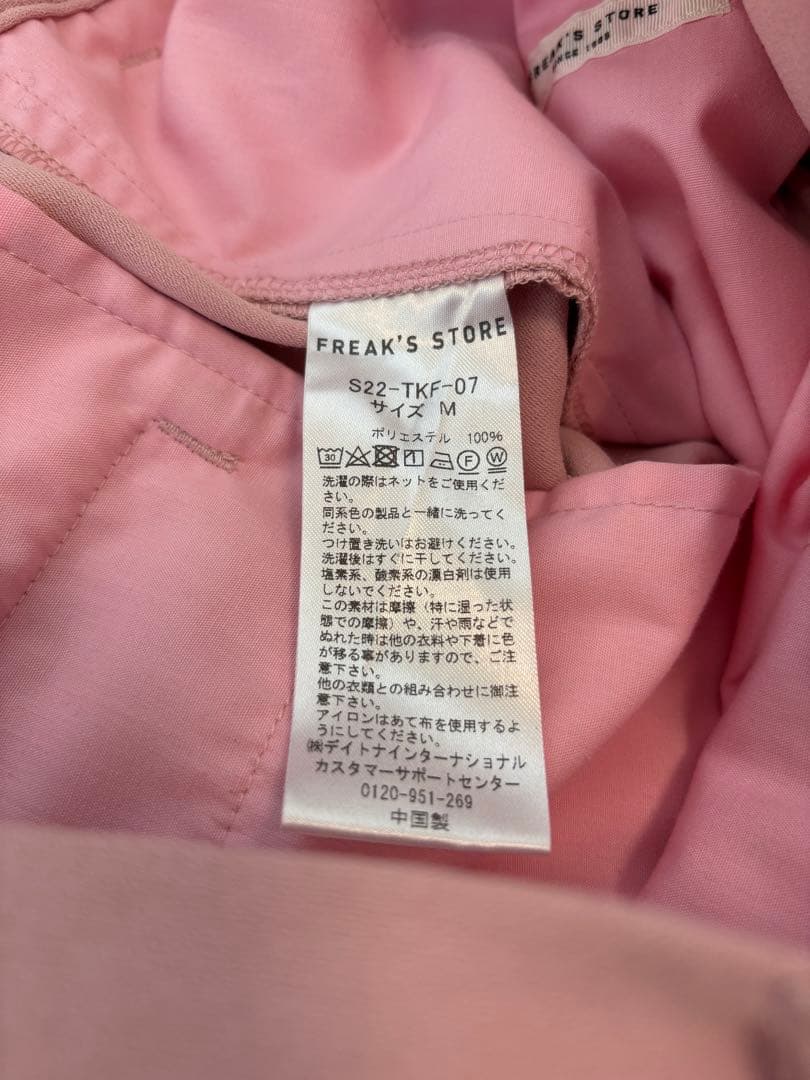 FREAK'S STORE
SINCE 1986
FREAK'S STORE
S22-TKF-07
サイズ M
ポリエステル 100%
30 F W
洗濯の際はネットをご使用くだ
さい。
同系色の製品と一緒に洗ってく
ださい。
つけ置き洗いはお避けください。
洗濯後はすぐに干してください。
塩素系、酸素系の漂白剤は使用
しないでください。
この素材は摩擦（特に湿った状
態での摩擦）や、汗や雨などで
ぬれた時は他の衣料や下着に色
が移る事がありますので、ご注
意下さい。
他の衣類との組み合わせに御注
意下さい。
アイロンはあて布を使用するよ
うにしてください。
㈱デイトナインターナショナル
カスタマーサポートセンター
0120-951-269
中国製